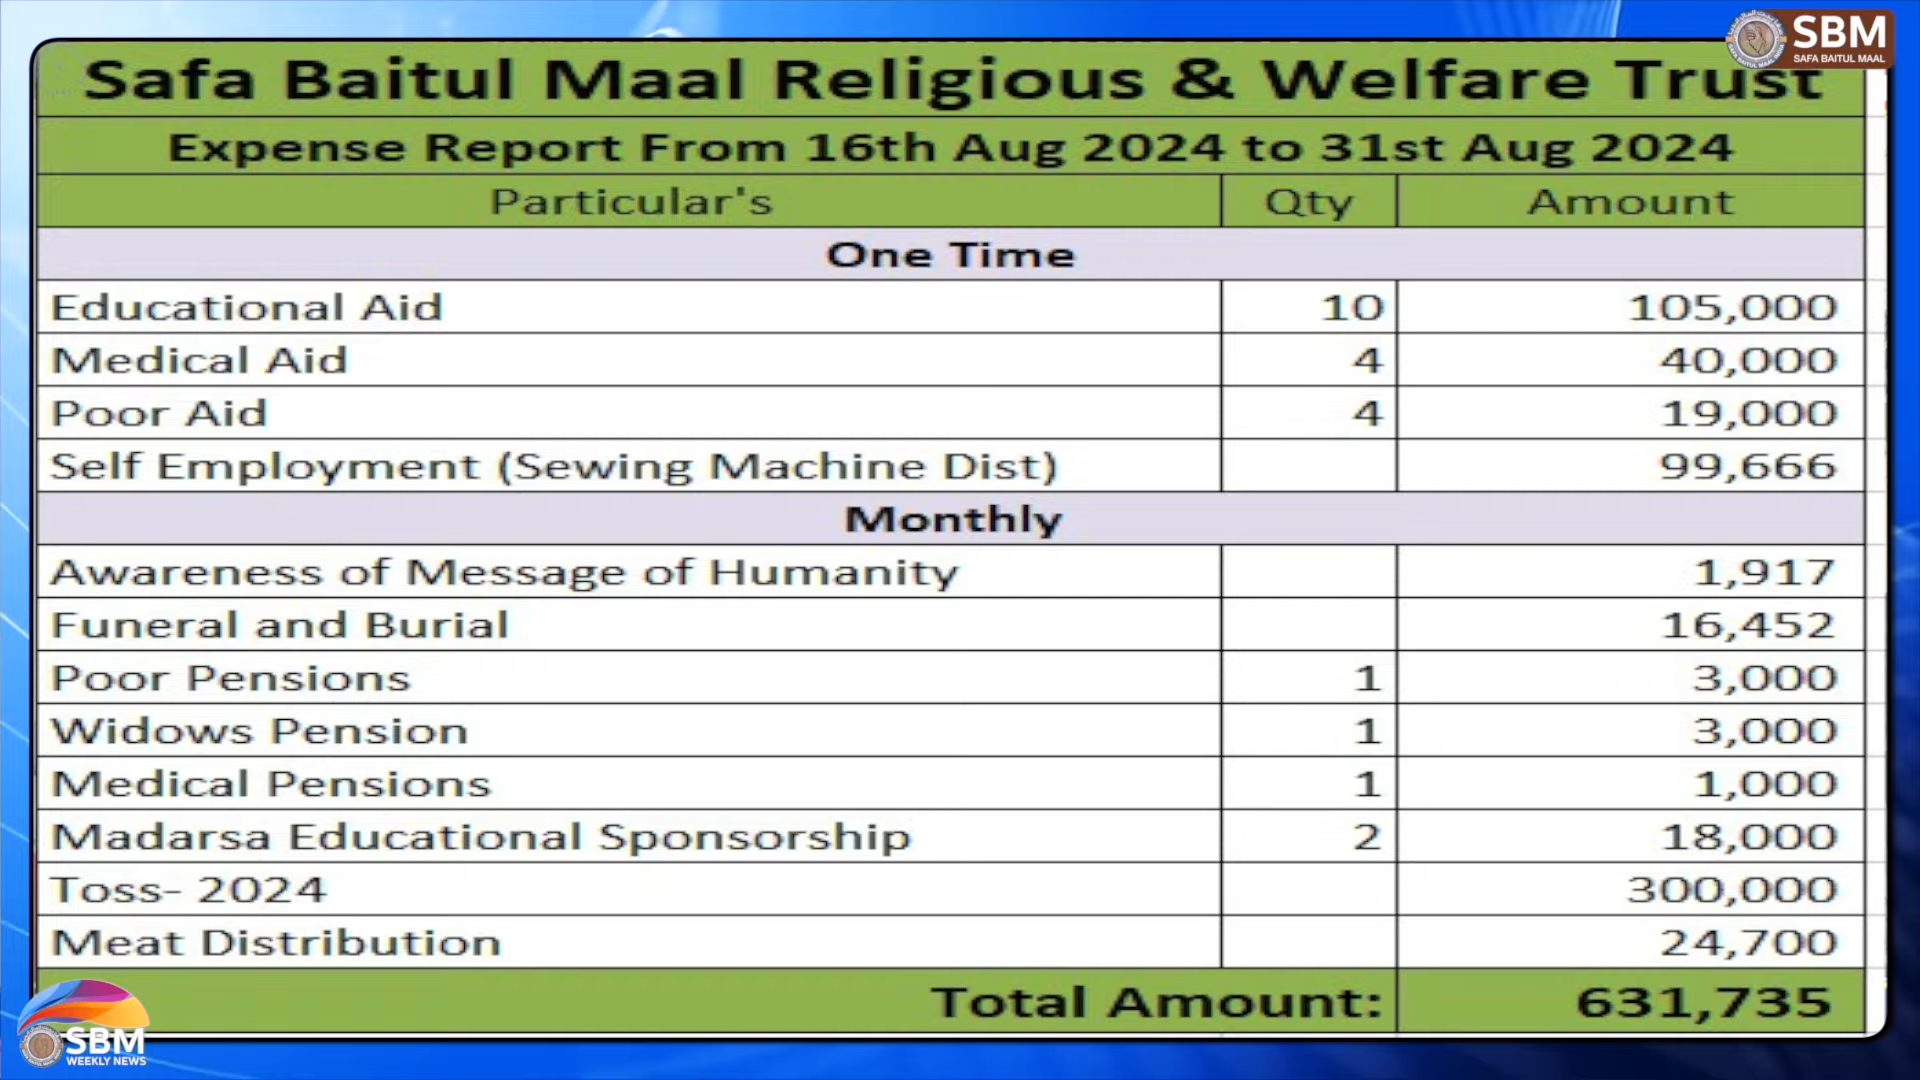 SBM
SAFA BAITUL MAAL
Safa Baitul Maal Religious & Welfare Trust
Expense Report From 16th Aug 2024 to 31st Aug 2024
Particular's Qty Amount
One Time
Educational Aid 10 105,000
Medical Aid 4 40,000
Poor Aid 4 19,000
Self Employment (Sewing Machine Dist) 99,666
Monthly
Awareness of Message of Humanity 1,917
Funeral and Burial 16,452
Poor Pensions 1 3,000
Widows Pension 1 3,000
Medical Pensions 1 1,000
Madarsa Educational Sponsorship 2 18,000
Toss- 2024 300,000
Meat Distribution 24,700
Total Amount: 631,735
SBM
WEEKLY NEWS